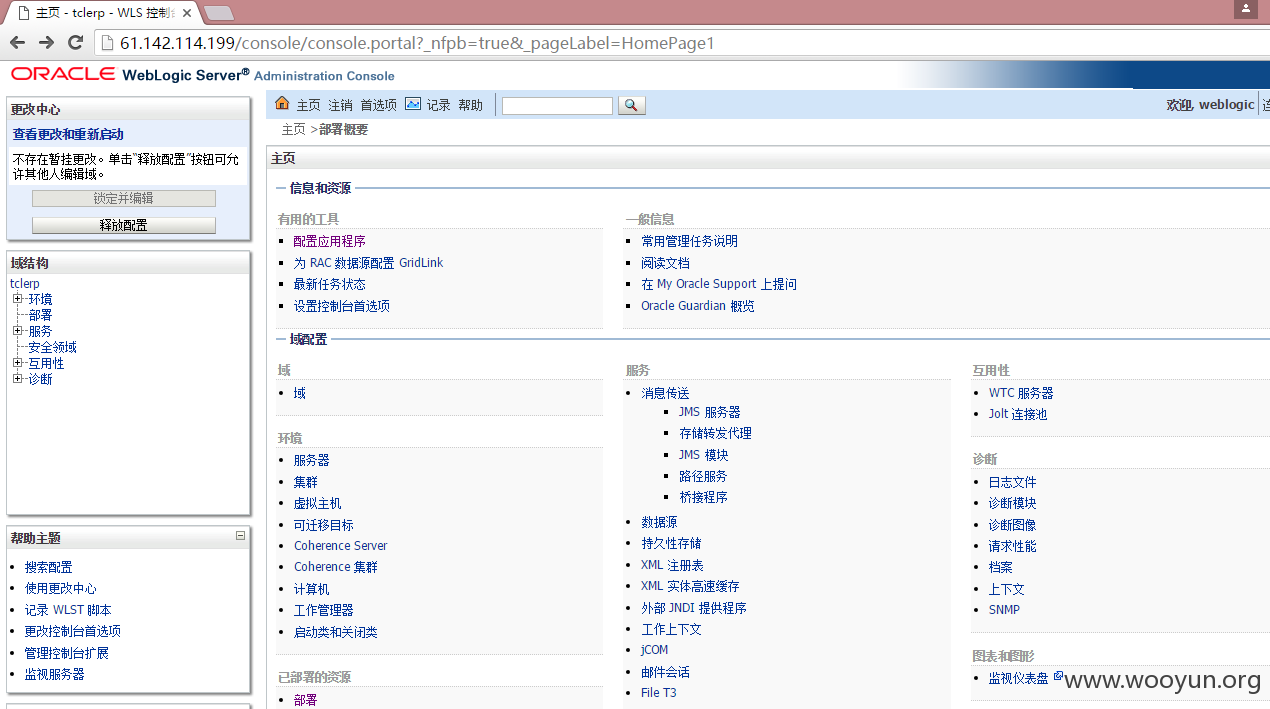 主页 - tclerp - WLS 控制
61.142.114.199/console/console.portal?_nfpb=true&_pageLabel=HomePage1
ORACLE WebLogic Server® Administration Console
更改中心
查看更改和重新启动
不存在暂挂更改。单击"释放配置"按钮可允
许其他人编辑域。
锁定并编辑
释放配置
域结构
tclerp
环境
部署
服务
安全领域
互用性
诊断
帮助主题
搜索配置
使用更改中心
记录 WLST 脚本
更改控制台首选项
管理控制台扩展
监视服务器
主页 注销 首选项 记录 帮助
欢迎, weblogic
主页 >部署概要
主页
信息和资源
有用的工具
配置应用程序
为 RAC 数据源配置 GridLink
最新任务状态
设置控制台首选项
一般信息
常用管理任务说明
阅读文档
在 My Oracle Support 上提问
Oracle Guardian 概览
域配置
域
域
环境
服务器
集群
虚拟主机
可迁移目标
Coherence Server
Coherence 集群
计算机
工作管理器
启动类和关闭类
已部署的资源
部署
服务
消息传送
JMS 服务器
存储转发代理
JMS 模块
路径服务
桥接程序
数据源
持久性存储
XML 注册表
XML 实体高速缓存
外部 JNDI 提供程序
工作上下文
jCOM
邮件会话
File T3
互用性
WTC 服务器
Jolt 连接池
诊断
日志文件
诊断模块
诊断图像
请求性能
档案
上下文
SNMP
图表和图形
监视仪表盘
www.wooyun.org